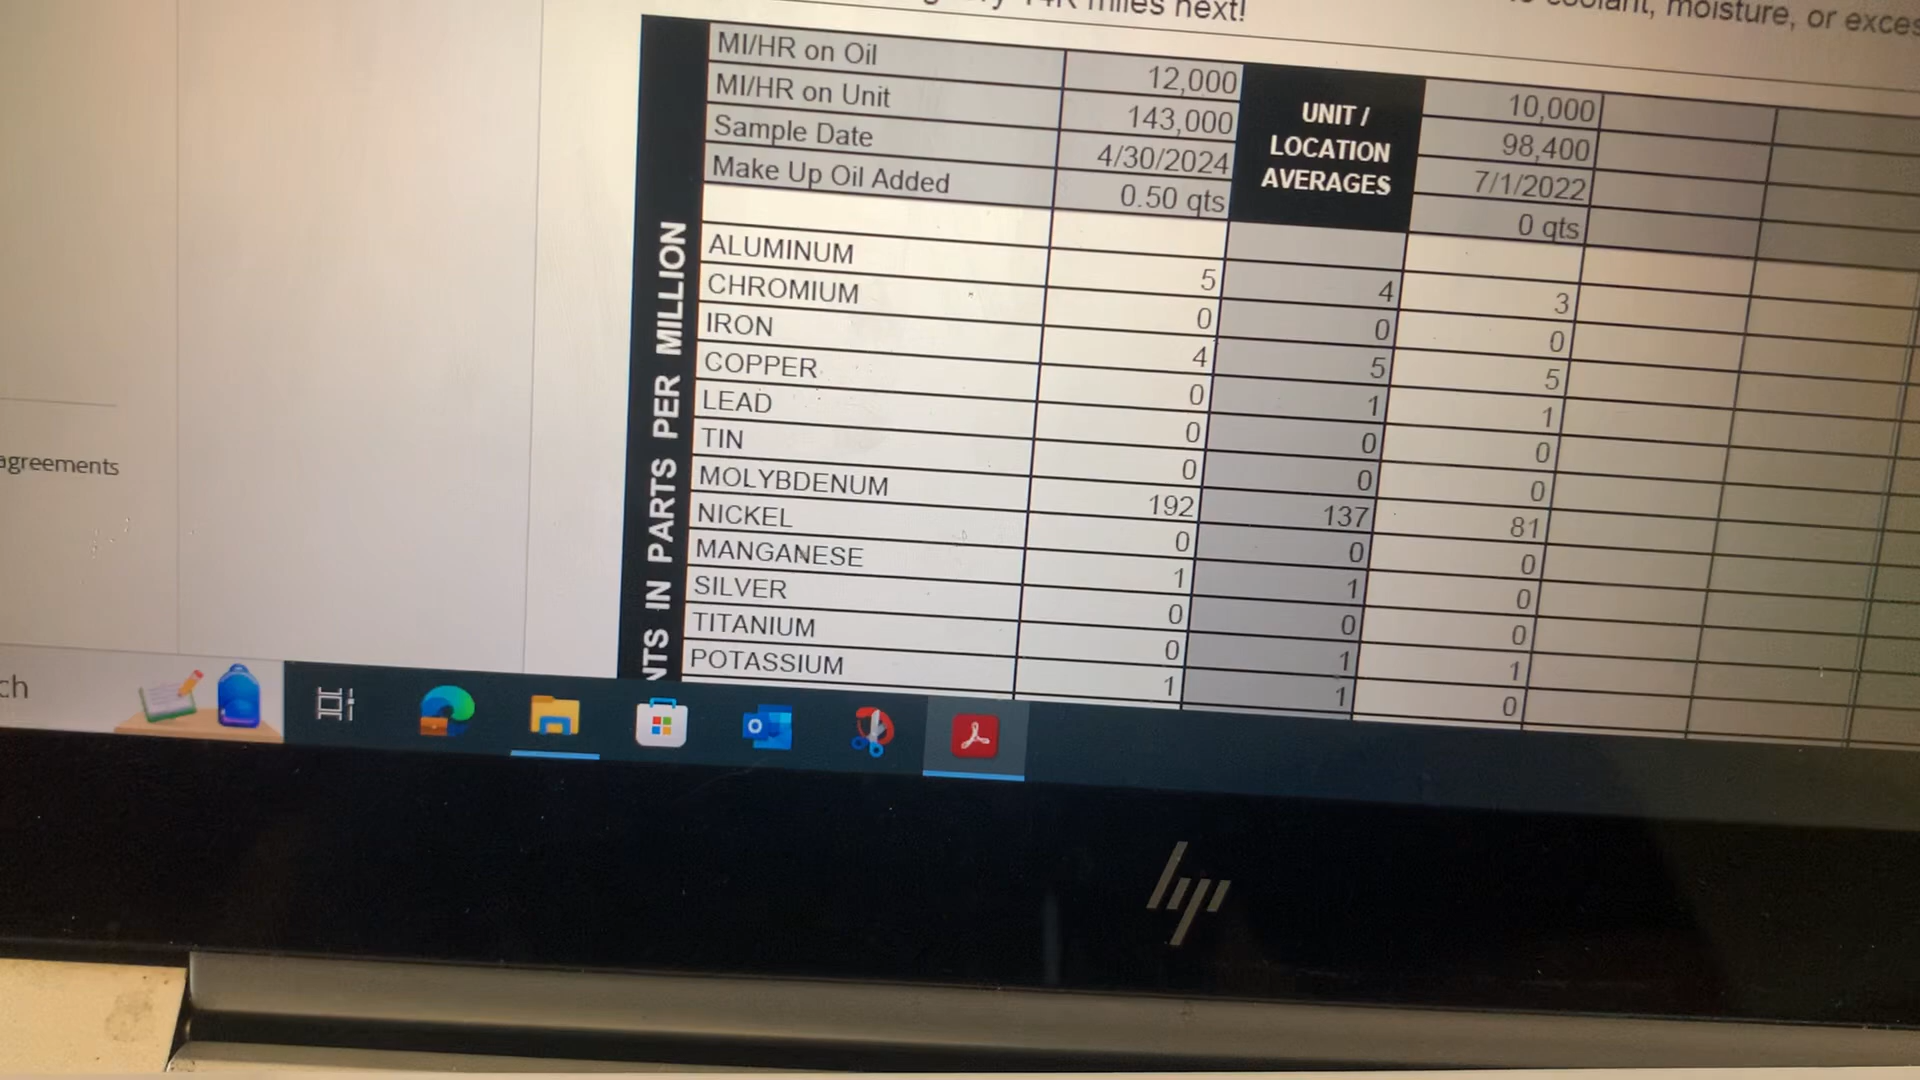 miles next!
coolant, moisture, or
MI/HR on Oil 12,000 10,000
MI/HR on Unit 143,000 98,400
Sample Date 4/30/2024 7/1/2022
Make Up Oil Added 0.50 qts 0 qts
UNIT /
LOCATION
AVERAGES
IN PARTS PER MILLION
ALUMINUM 5 4 3
CHROMIUM 0 0 0
IRON 4 5 5
COPPER 0 1 1
LEAD 0 0 0
TIN 0 0 0
MOLYBDENUM 192 137 81
NICKEL 0 0 0
MANGANESE 1 1 0
SILVER 0 0 0
TITANIUM 0 1 1
POTASSIUM 1 1 0
agreements
hp